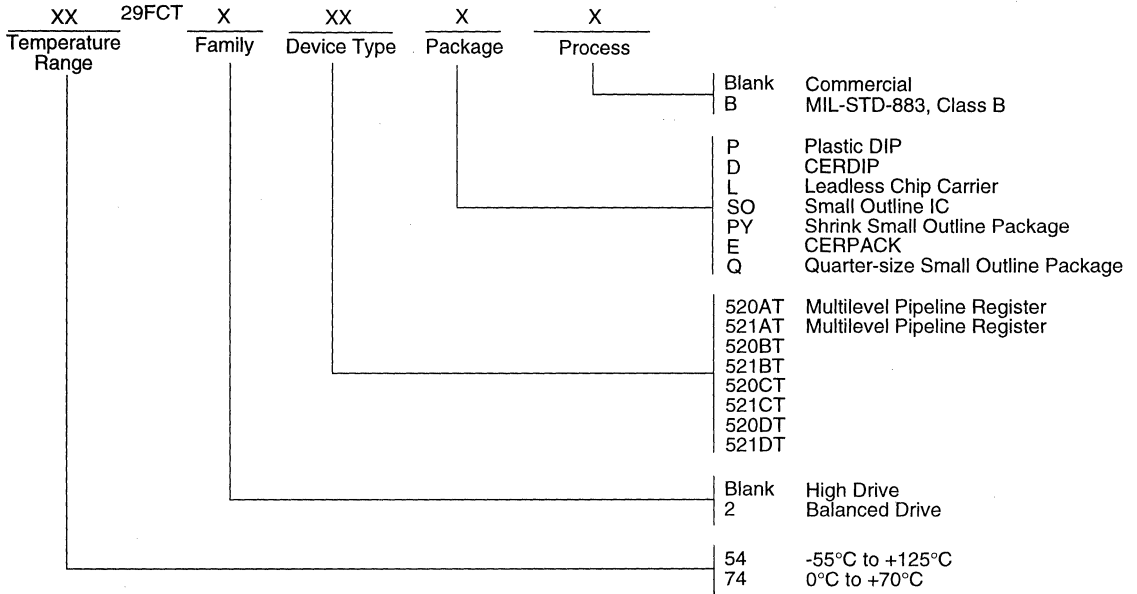 XX 29FCT X XX X X
Temperature Range Family Device Type Package Process
Blank Commercial
B MIL-STD-883, Class B
P Plastic DIP
D CERDIP
L Leadless Chip Carrier
SO Small Outline IC
PY Shrink Small Outline Package
E CERPACK
Q Quarter-size Small Outline Package
520AT Multilevel Pipeline Register
521AT Multilevel Pipeline Register
520BT
521BT
520CT
521CT
520DT
521DT
Blank High Drive
2 Balanced Drive
54 -55°C to +125°C
74 0°C to +70°C